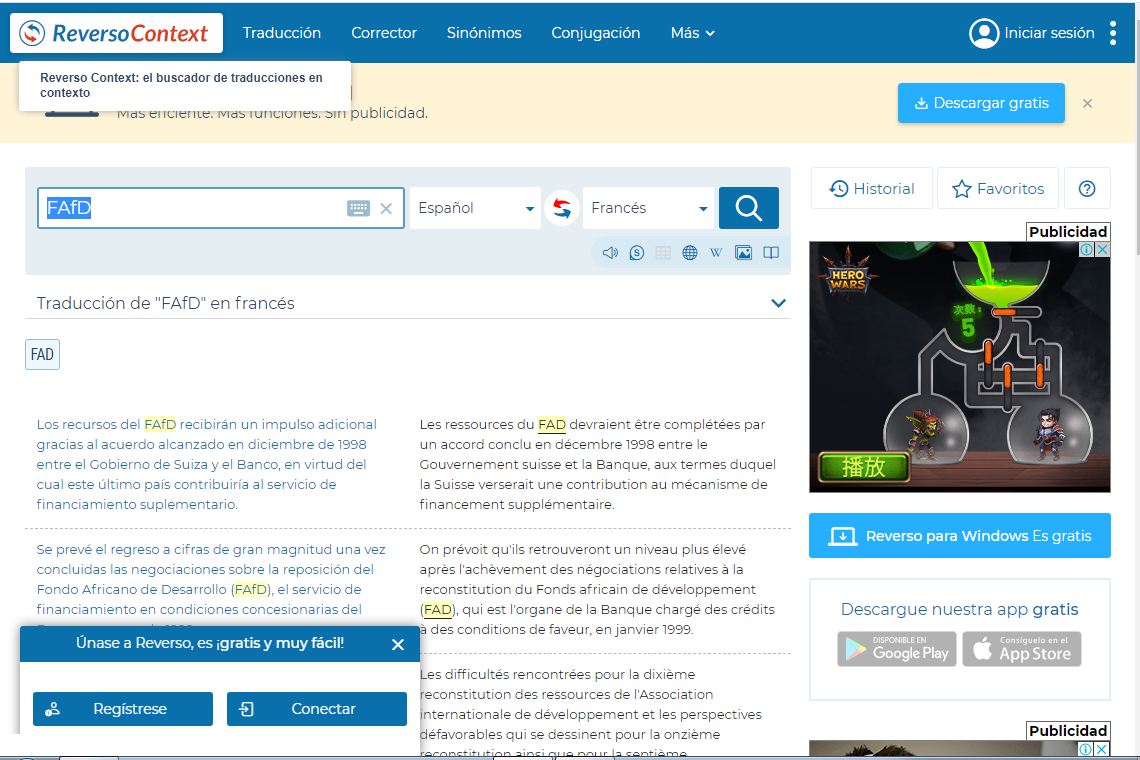 ReversoContext
Traducción
Corrector
Sinónimos
Conjugación
Más
Iniciar sesión
Reverso Context: el buscador de traducciones en
contexto
Más eficiente. Más funciones. Sin publicidad.
Descargar gratis
FAfD
Español
Francés
Historial
Favoritos
Traducción de "FAfD" en francés
FAD
Los recursos del FAfD recibirán un impulso adicional
gracias al acuerdo alcanzado en diciembre de 1998
entre el Gobierno de Suiza y el Banco, en virtud del
cual este último país contribuiría al servicio de
financiamiento suplementario.
Les ressources du FAD devraient être complétées par
un accord conclu en décembre 1998 entre le
Gouvernement suisse et la Banque, aux termes duquel
la Suisse verserait une contribution au mécanisme de
financement supplémentaire.
Se prevé el regreso a cifras de gran magnitud una vez
concluidas las negociaciones sobre la reposición del
Fondo Africano de Desarrollo (FAfD), el servicio de
financiamiento en condiciones concesionarias del
On prévoit qu'ils retrouveront un niveau plus élevé
après l'achèvement des négociations relatives à la
reconstitution du Fonds africain de développement
(FAD), qui est l'organe de la Banque chargé des crédits
à des conditions de faveur, en janvier 1999.
Les difficultés rencontrées pour la dixième
reconstitution des ressources de l'Association
internationale de développement et les perspectives
défavorables qui se dessinent pour la onzième
reconstitution ainsi que pour la septième
Únase a Reverso, es ¡gratis y muy fácil!
Regístrese
Conectar
Publicidad
HERO
WARS
次数:
5
播放
Reverso para Windows Es gratis
Descargue nuestra app gratis
DISPONIBLE EN
Google Play
Consíguelo en el
App Store
Publicidad